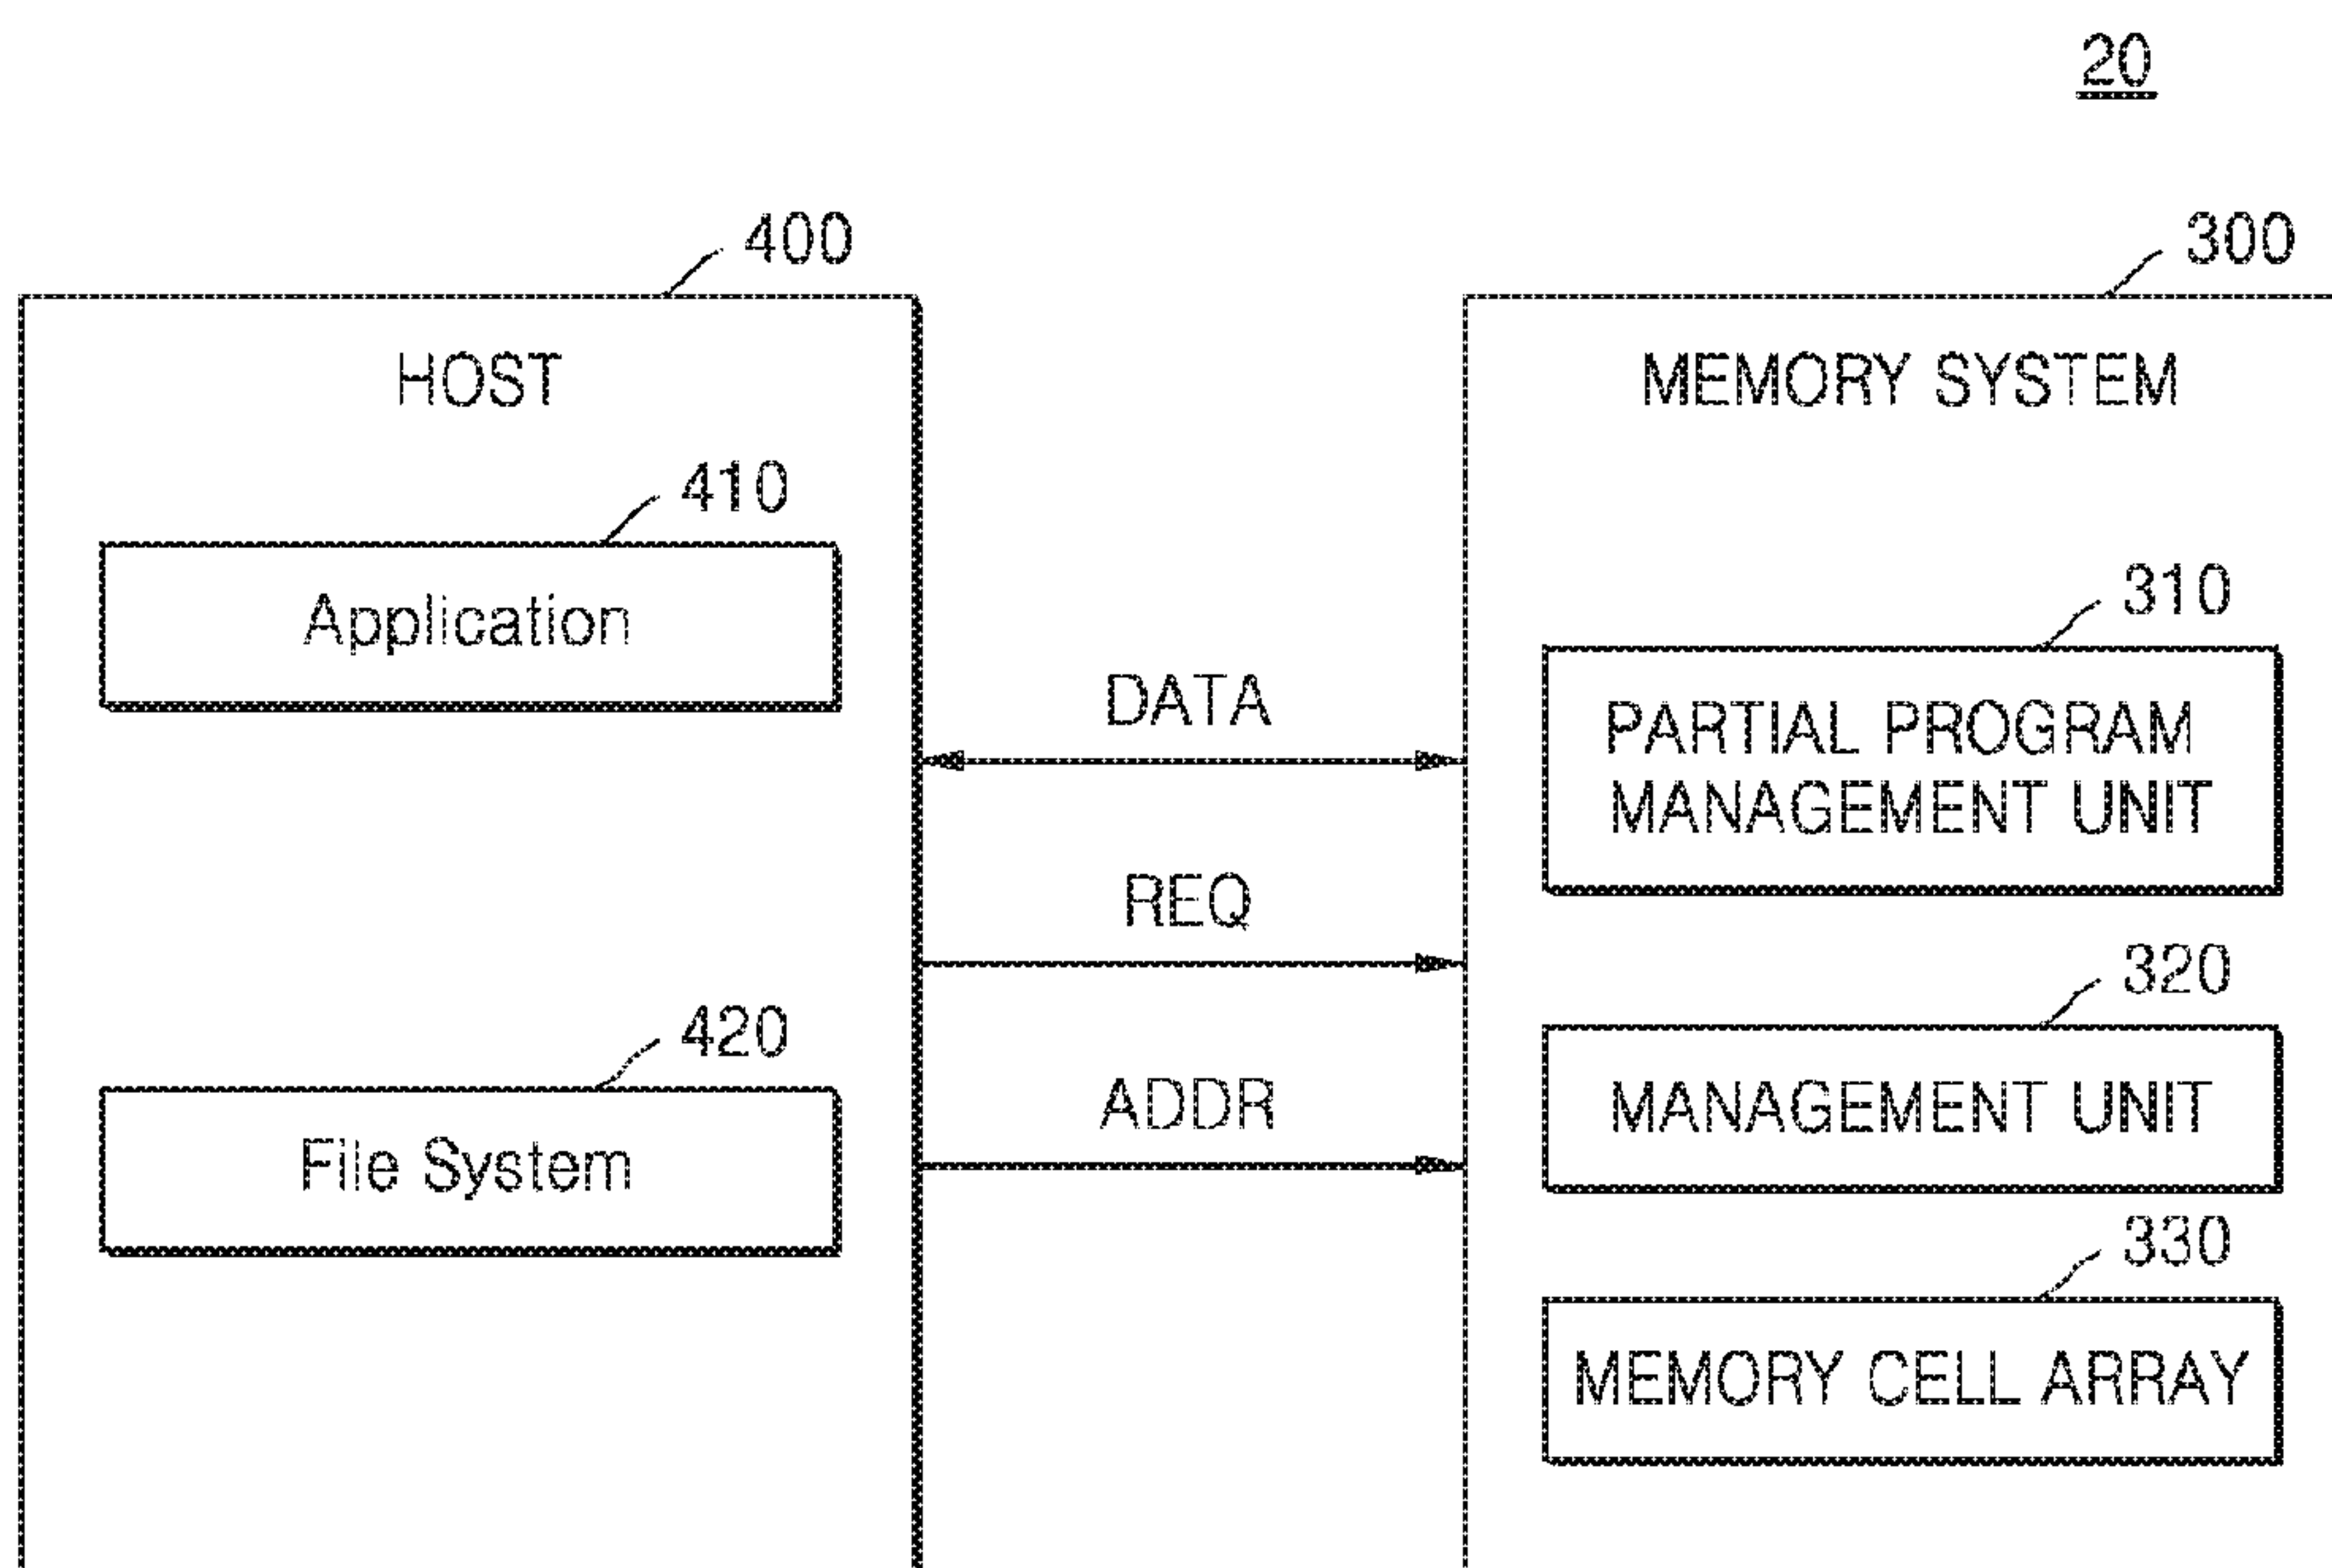 20
400
300
HOST
MEMORY SYSTEM
410
Application
310
PARTIAL PROGRAM
MANAGEMENT UNIT
DATA
REQ
320
MANAGEMENT UNIT
420
File System
ADDR
330
MEMORY CELL ARRAY